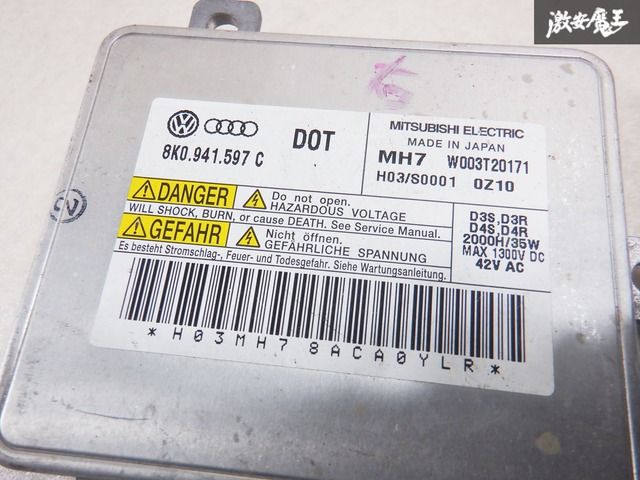 激安魔王
DOT
8K0.941.597 C
MITSUBISHI ELECTRIC
MADE IN JAPAN
MH7 W003T20171
H03/S0001 0Z10
DANGER
Do not open.
HAZARDOUS VOLTAGE
WILL SHOCK, BURN, or cause DEATH. See Service Manual.
GEFAHR
Nicht öffnen.
GEFÄHRLICHE SPANNUNG
Es besteht Stromschlag-, Feuer- und Todesgefahr. Siehe Wartungsanleitung.
D3S,D3R
D4S,D4R
2000H/35W
MAX 1300V DC
42V AC
*H03MH78ACA0YLR*